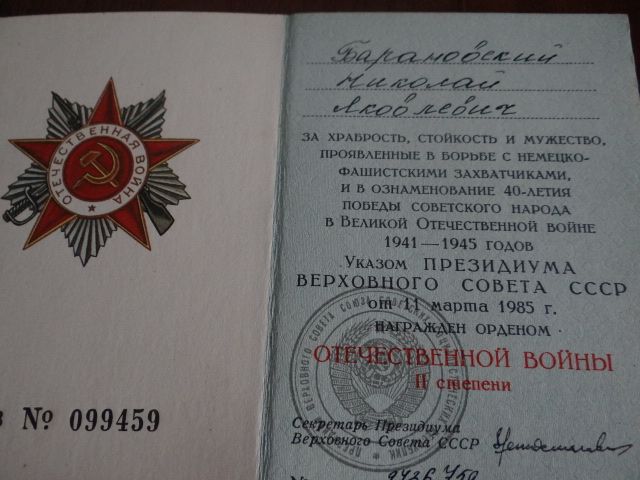 ОТЕЧЕСТВЕННАЯ ВОЙНА
№ 099459
Барановский
Николай
Яковлевич
ЗА ХРАБРОСТЬ, СТОЙКОСТЬ И МУЖЕСТВО,
ПРОЯВЛЕННЫЕ В БОРЬБЕ С НЕМЕЦКО-
ФАШИСТСКИМИ ЗАХВАТЧИКАМИ,
И В ОЗНАМЕНОВАНИЕ 40-ЛЕТИЯ
ПОБЕДЫ СОВЕТСКОГО НАРОДА
В ВЕЛИКОЙ ОТЕЧЕСТВЕННОЙ ВОЙНЕ
1941—1945 ГОДОВ
УКАЗОМ ПРЕЗИДИУМА
ВЕРХОВНОГО СОВЕТА СССР
от 11 марта 1985 г.
НАГРАЖДЕН ОРДЕНОМ
ОТЕЧЕСТВЕННОЙ ВОЙНЫ
II степени
Секретарь Президиума
Верховного Совета СССР